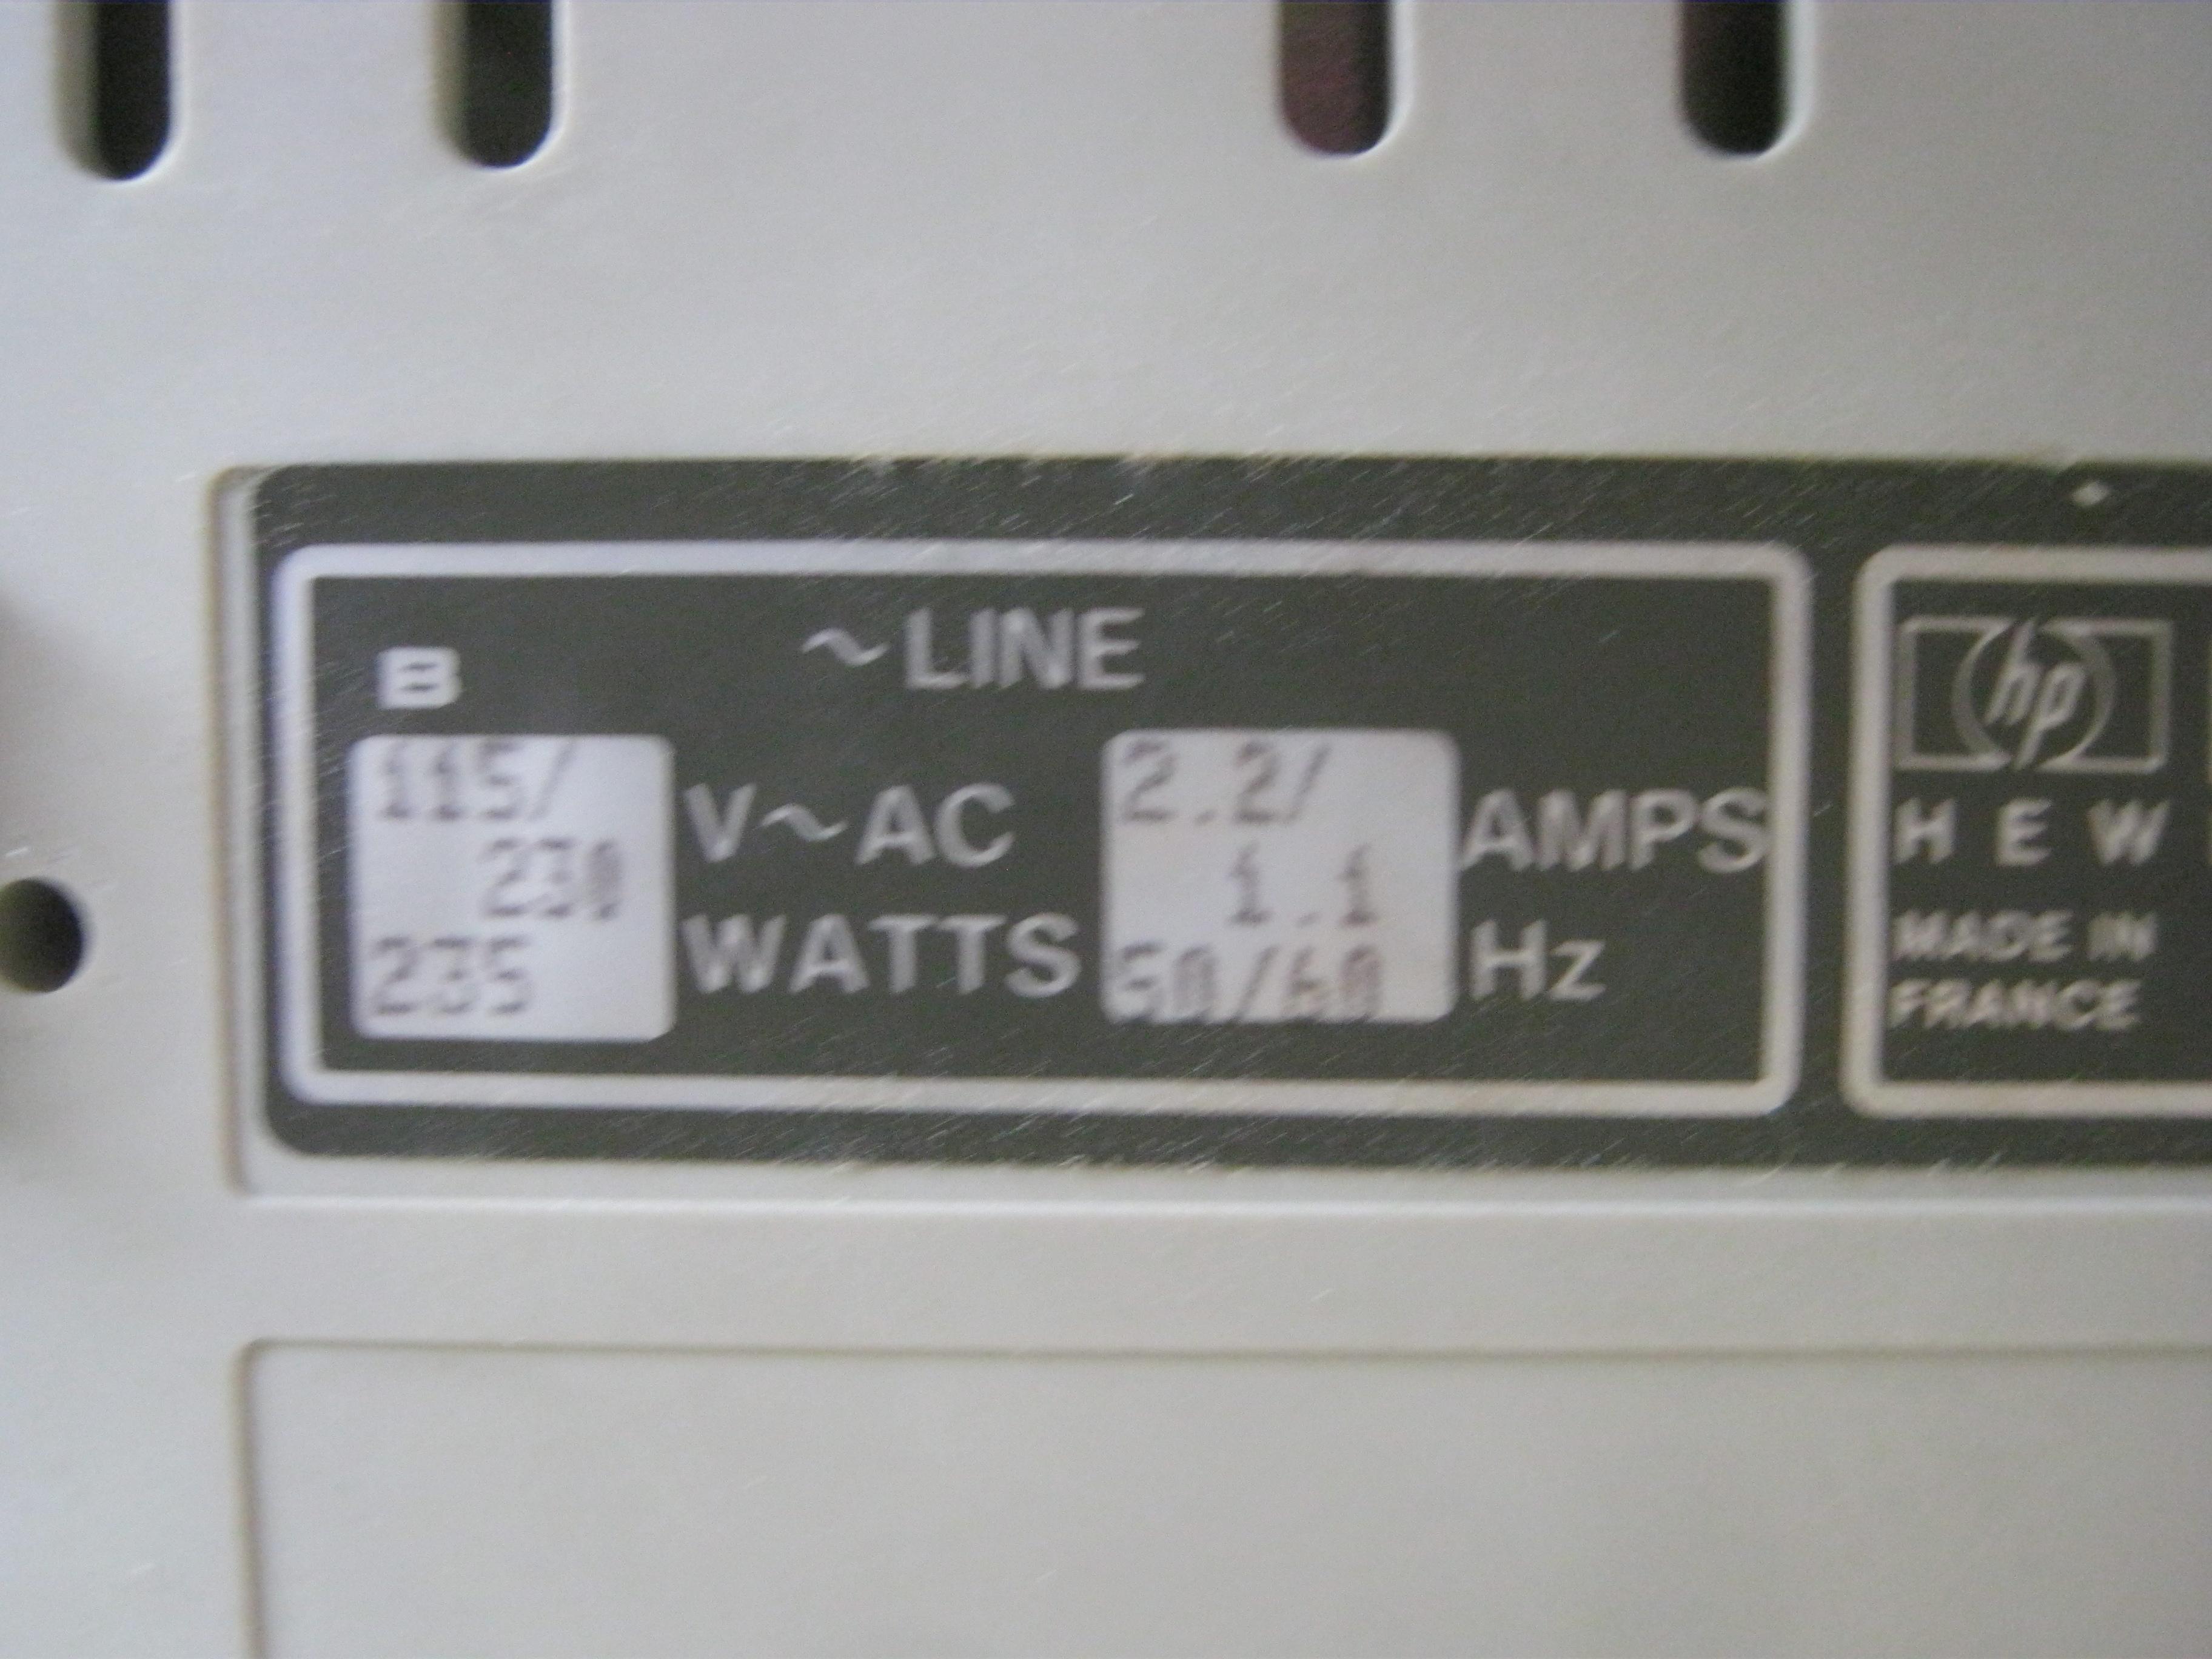 B
~LINE
115/
230
V~AC
2.2/
1.1
AMPS
235
WATTS
50/60
Hz
hp
HEW
MADE IN
FRANCE